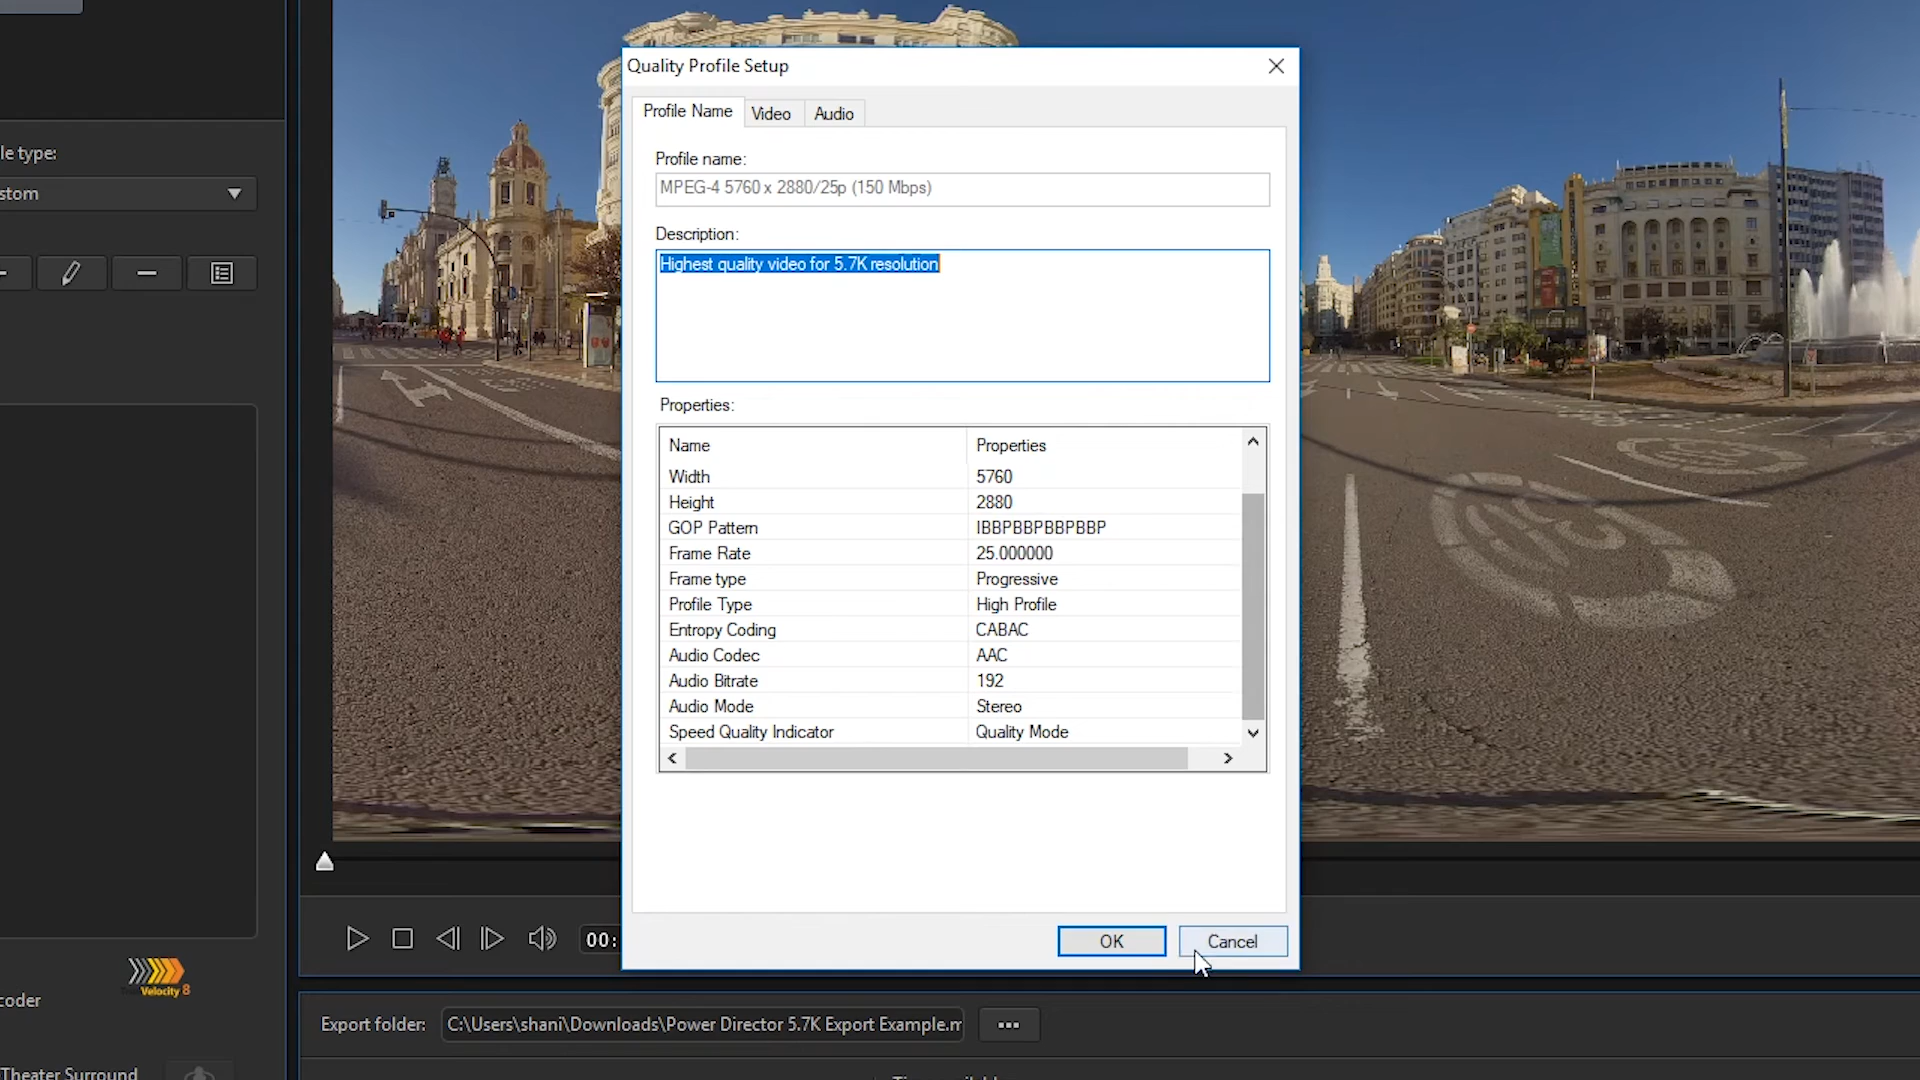 Quality Profile Setup
Profile Name
Video
Audio
Profile name:
MPEG-4 5760 x 2880/25p (150 Mbps)
Description:
Highest quality video for 5.7K resolution
Properties:
Name Properties
Width 5760
Height 2880
GOP Pattern IBBPBBPBBPBBP
Frame Rate 25.000000
Frame type Progressive
Profile Type High Profile
Entropy Coding CABAC
Audio Codec AAC
Audio Bitrate 192
Audio Mode Stereo
Speed Quality Indicator Quality Mode
OK
Cancel
le type:
stom
00:
Velocity 8
coder
Export folder: C:\Users\shani\Downloads\Power Director 5.7K Export Example.m
Theater Surround